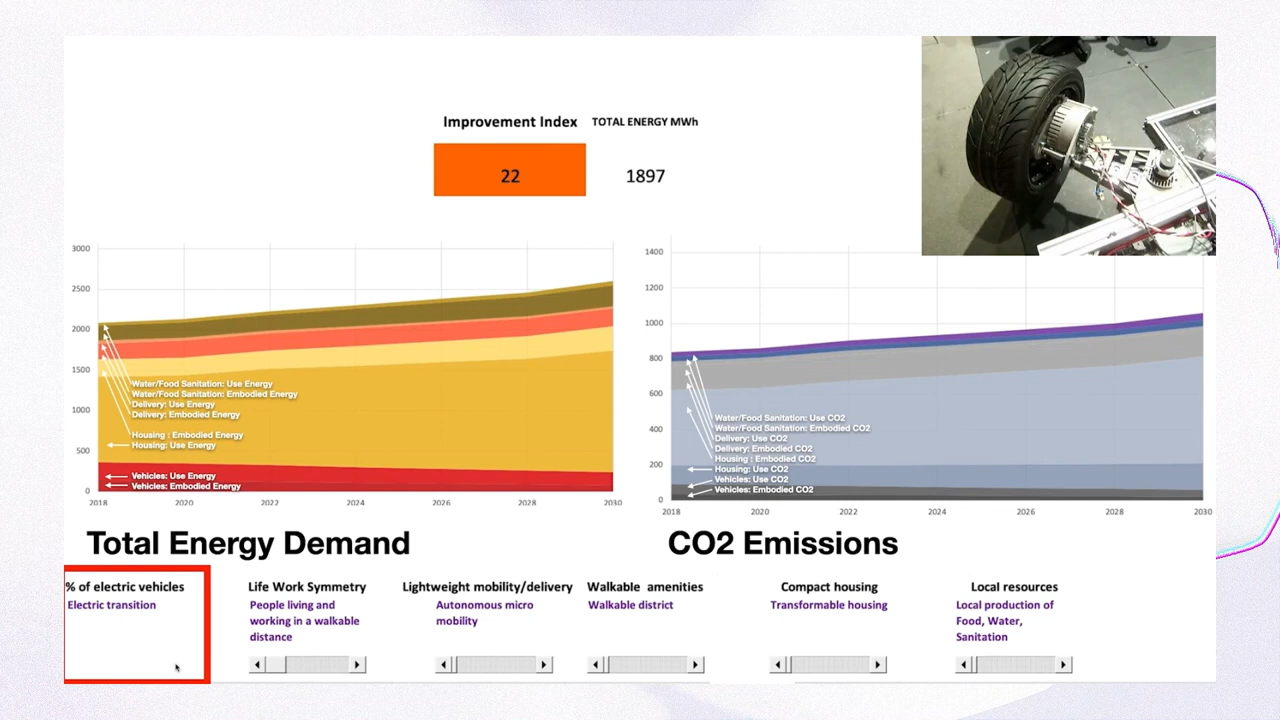 Improvement Index
TOTAL ENERGY MWh
22
1897
3000
2500
2000
1500
1000
500
0
Water/Food Sanitation: Use Energy
Water/Food Sanitation: Embodied Energy
Delivery: Use Energy
Delivery: Embodied Energy
Housing : Embodied Energy
Housing: Use Energy
Vehicles: Use Energy
Vehicles: Embodied Energy
2018 2020 2022 2024 2026 2028 2030
1400
1200
1000
800
600
400
200
0
Water/Food Sanitation: Use CO2
Water/Food Sanitation: Embodied CO2
Delivery: Use CO2
Delivery: Embodied CO2
Housing : Embodied CO2
Housing: Use CO2
Vehicles: Use CO2
Vehicles: Embodied CO2
2018 2020 2022 2024 2026 2028 2030
Total Energy Demand
CO2 Emissions
% of electric vehicles
Electric transition
Life Work Symmetry
People living and
working in a walkable
distance
Lightweight mobility/delivery
Autonomous micro
mobility
Walkable amenities
Walkable district
Compact housing
Transformable housing
Local resources
Local production of
Food, Water,
Sanitation